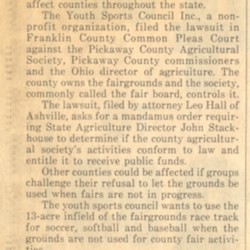 affect counties throughout the state.
The Youth Sports Council Inc., a non-
profit organization, filed the lawsuit in
Franklin County Common Pleas Court
against the Pickaway County Agricultural
Society, Pickaway County commissioners
and the Ohio director of agriculture. The
county owns the fairgrounds and the society,
commonly called the fair board, controls it.
The lawsuit, filed by attorney Leo Hall of
Ashville, asks for a mandamus order requir-
ing State Agriculture Director John Stack-
house to determine if the county agricultur-
al society's activities conform to law and
entitle it to receive public funds.
Other counties could be affected if groups
challenge their refusal to let the grounds be
used when fairs are not in progress.
The youth sports council wants to use the
13-acre infield of the fairgrounds race track
for soccer, softball and baseball when the
grounds are not used for county fair activi-